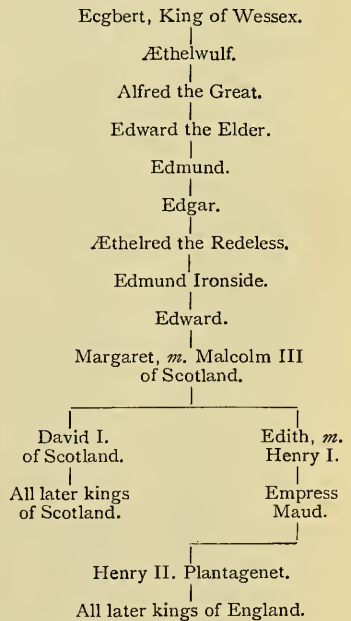 Ecgbert, King of Wessex.
Æthelwulf.
Alfred the Great.
Edward the Elder.
Edmund.
Edgar.
Æthelred the Redeless.
Edmund Ironside.
Edward.
Margaret, m. Malcolm III
of Scotland.
David I.
of Scotland.
All later kings
of Scotland.
Edith, m.
Henry I.
Empress
Maud.
Henry II. Plantagenet.
All later kings of England.